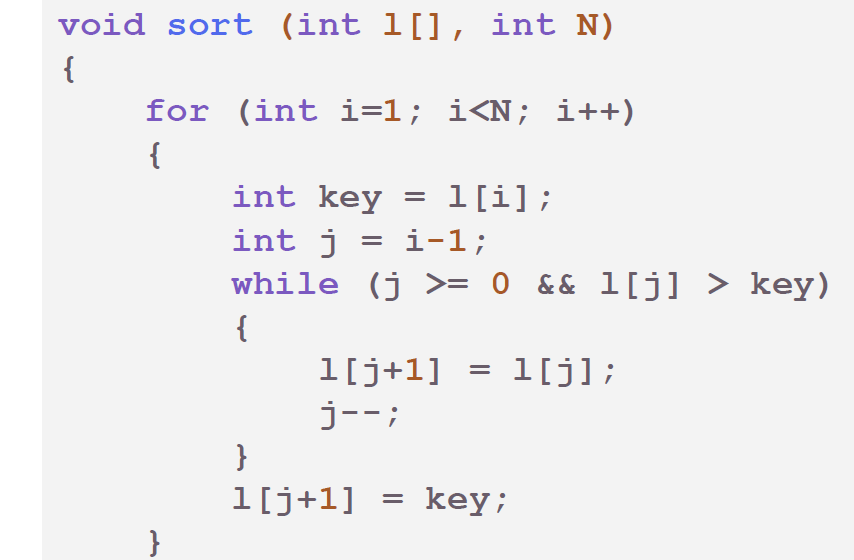 void sort (int l[], int N)
{
    for (int i=1; i<N; i++)
    {
        int key = l[i];
        int j = i-1;
        while (j >= 0 && l[j] > key)
        {
            l[j+1] = l[j];
            j--;
        }
        l[j+1] = key;
    }